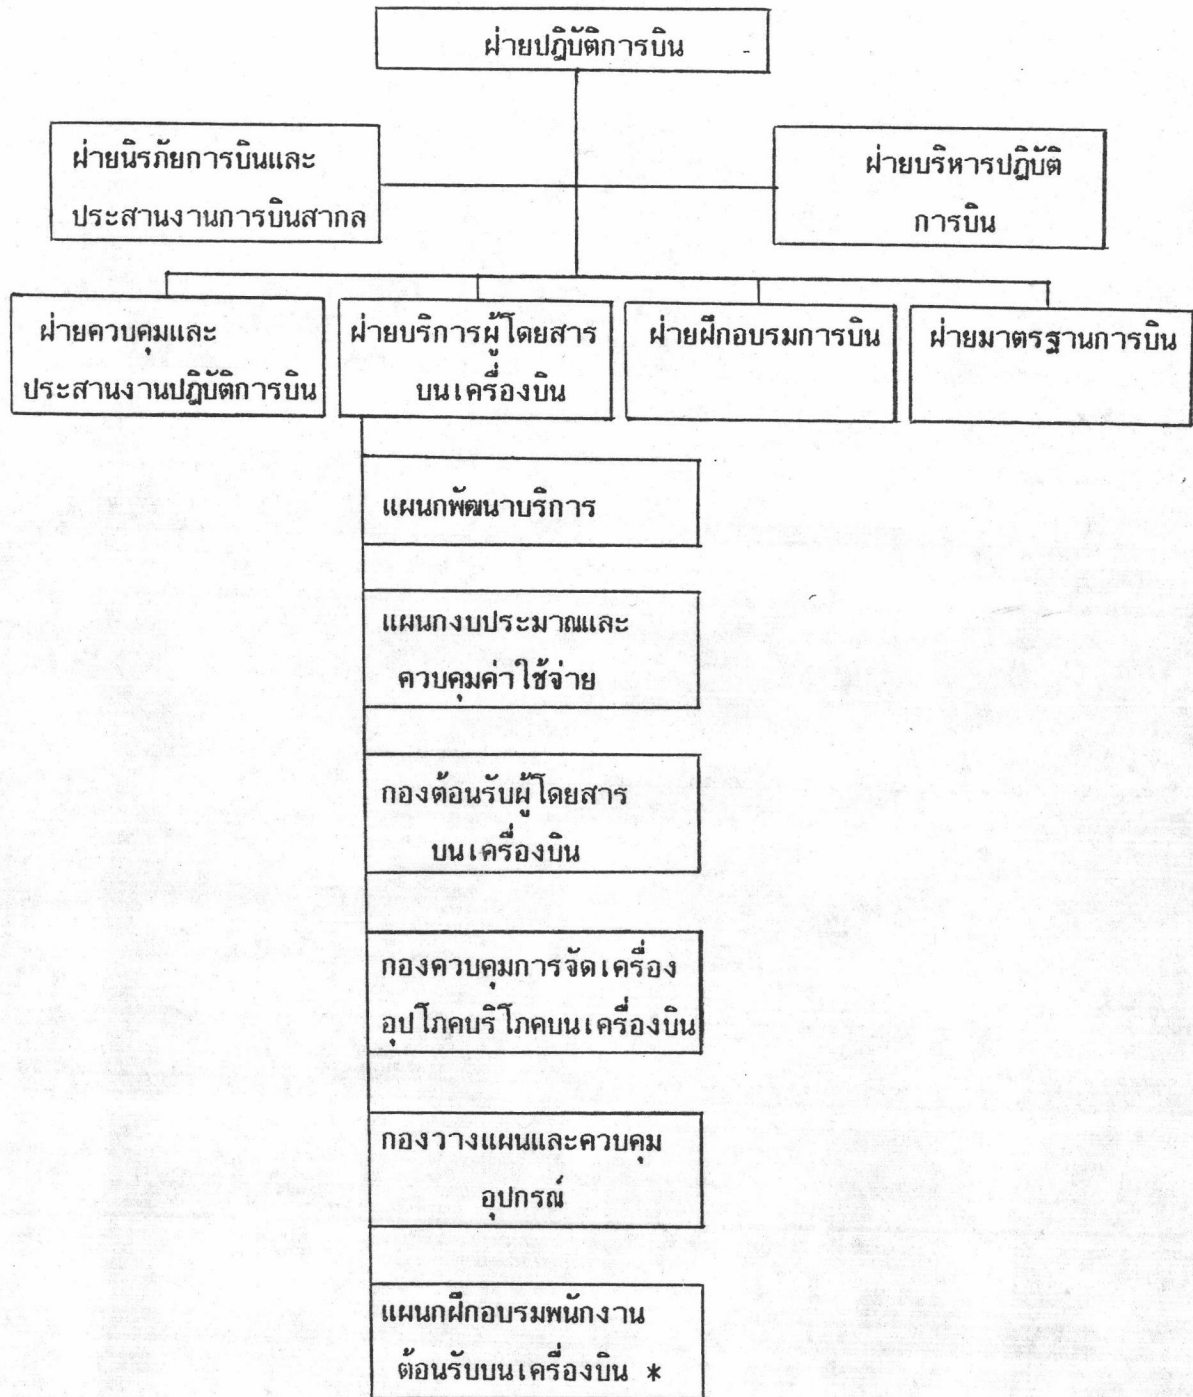 ฝ่ายปฎิบัติการบิน -
ฝ่ายนิรภัยการบินและ
ประสานงานการบินสากล
ฝ่ายบริหารปฎิบัติ
การบิน
ฝ่ายควบคุมและ
ประสานงานปฎิบัติการบิน
ฝ่ายบริการผู้โดยสาร
บนเครื่องบิน
ฝ่ายฝึกอบรมการบิน
ฝ่ายมาตรฐานการบิน
แผนกพัฒนาบริการ
แผนกงบประมาณและ
ควบคุมค่าใช้จ่าย
กองต้อนรับผู้โดยสาร
บนเครื่องบิน
กองควบคุมการจัดเครื่อง
อุปโภคบริโภคบนเครื่องบิน
กองวางแผนและควบคุม
อุปกรณ์
แผนกฝึกอบรมพนักงาน
ต้อนรับบนเครื่องบิน *